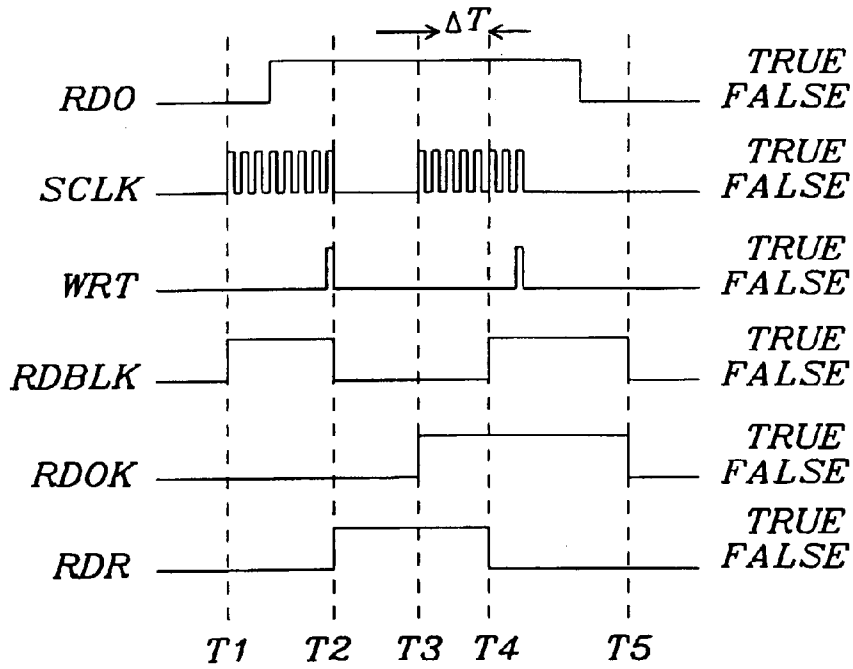 ΔT
RDO TRUE
FALSE
SCLK TRUE
FALSE
WRT TRUE
FALSE
RDBLK TRUE
FALSE
RDOK TRUE
FALSE
RDR TRUE
FALSE
T1 T2 T3 T4 T5